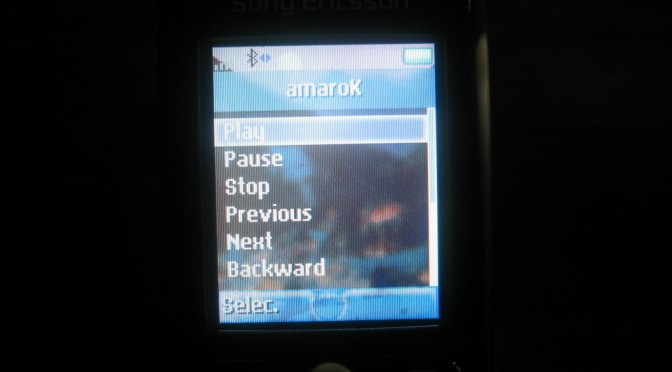 Sony Ericsson
amaroK
Play
Pause
Stop
Previous
Next
Backward
Selec.